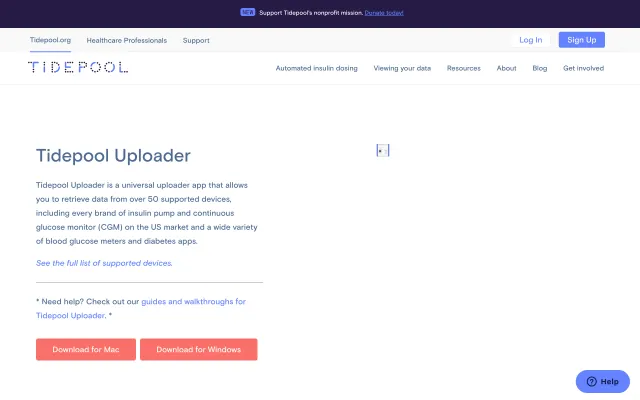 NEW Support Tidepool's nonprofit mission. Donate today!
Tidepool.org Healthcare Professionals Support Log In Sign Up
TIDEPOOL Automated insulin dosing Viewing your data Resources About Blog Get involved
Tidepool Uploader
Tidepool Uploader is a universal uploader app that allows
you to retrieve data from over 50 supported devices,
including every brand of insulin pump and continuous
glucose monitor (CGM) on the US market and a wide variety
of blood glucose meters and diabetes apps.
See the full list of supported devices.
* Need help? Check out our guides and walkthroughs for
Tidepool Uploader. *
Download for Mac Download for Windows
Help